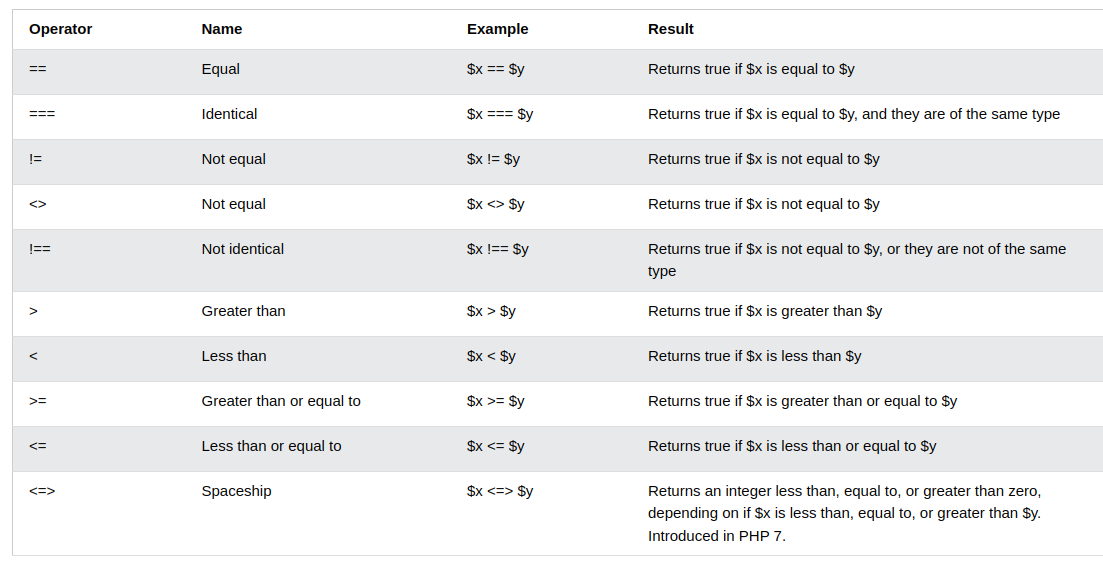 Operator Name Example Result
== Equal $x == $y Returns true if $x is equal to $y
=== Identical $x === $y Returns true if $x is equal to $y, and they are of the same type
!= Not equal $x != $y Returns true if $x is not equal to $y
<> Not equal $x <> $y Returns true if $x is not equal to $y
!== Not identical $x !== $y Returns true if $x is not equal to $y, or they are not of the same
type
> Greater than $x > $y Returns true if $x is greater than $y
< Less than $x < $y Returns true if $x is less than $y
>= Greater than or equal to $x >= $y Returns true if $x is greater than or equal to $y
<= Less than or equal to $x <= $y Returns true if $x is less than or equal to $y
<=> Spaceship $x <=> $y Returns an integer less than, equal to, or greater than zero,
depending on if $x is less than, equal to, or greater than $y.
Introduced in PHP 7.